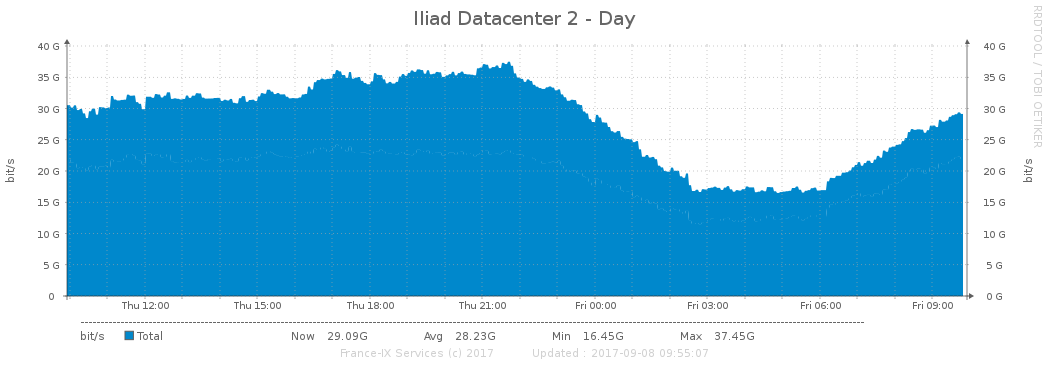 Iliad Datacenter 2 - Day
RRDTOOL / TOBI OETIKER
40 G 40 G
35 G 35 G
30 G 30 G
25 G 25 G
20 G 20 G
15 G 15 G
10 G 10 G
5 G 5 G
0 0 G
bit/s
bit/s
Thu 12:00 Thu 15:00 Thu 18:00 Thu 21:00 Fri 00:00 Fri 03:00 Fri 06:00 Fri 09:00
bit/s Total Now 29.09G Avg 28.23G Min 16.45G Max 37.45G
France-IX Services (c) 2017 Updated : 2017-09-08 09:55:07